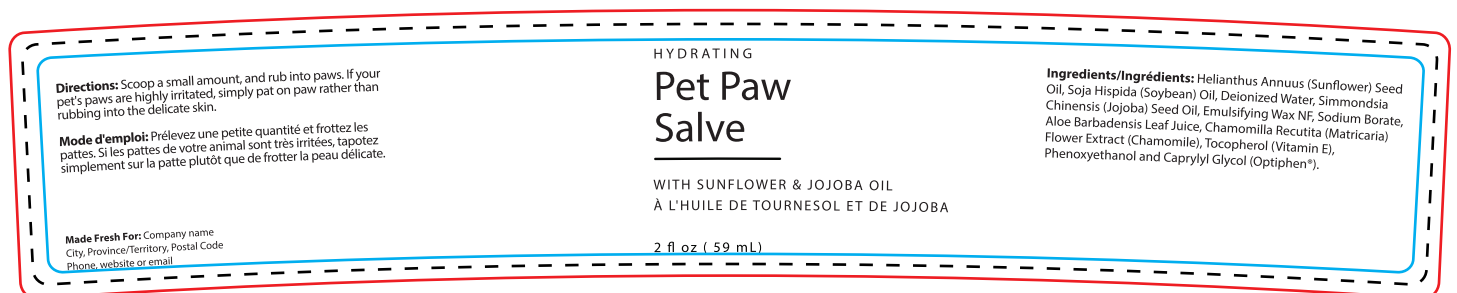 Directions: Scoop a small amount, and rub into paws. If your
pet's paws are highly irritated, simply pat on paw rather than
rubbing into the delicate skin.
Mode d'emploi: Prélevez une petite quantité et frottez les
pattes. Si les pattes de votre animal sont très irritées, tapotez
simplement sur la patte plutôt que de frotter la peau délicate.
Made Fresh For: Company name
City, Province/Territory, Postal Code
Phone, website or email
HYDRATING
Pet Paw
Salve
WITH SUNFLOWER & JOJOBA OIL
À L'HUILE DE TOURNESOL ET DE JOJOBA
2 fl oz ( 59 mL)
Ingredients/Ingrédients: Helianthus Annuus (Sunflower) Seed
Oil, Soja Hispida (Soybean) Oil, Deionized Water, Simmondsia
Chinensis (Jojoba) Seed Oil, Emulsifying Wax NF, Sodium Borate,
Aloe Barbadensis Leaf Juice, Chamomilla Recutita (Matricaria)
Flower Extract (Chamomile), Tocopherol (Vitamin E),
Phenoxyethanol and Caprylyl Glycol (Optiphen®).